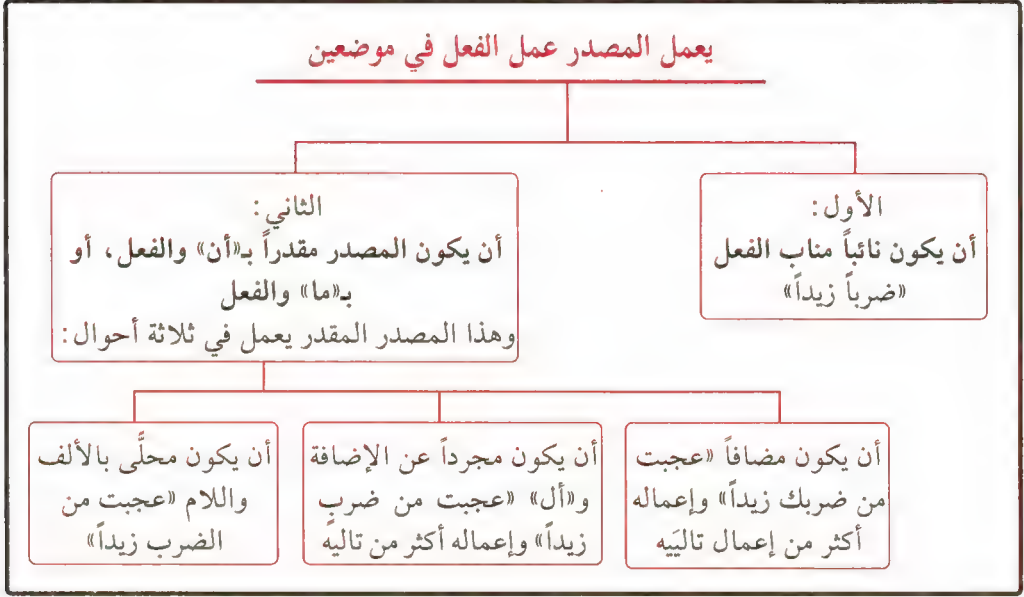 يعمل المصدر عمل الفعل في موضعين
الأول:
أن يكون نائباً مناب الفعل
«ضرباً زيداً»
الثاني:
أن يكون المصدر مقدراً بـ«أن» والفعل، أو
بـ«ما» والفعل
وهذا المصدر المقدر يعمل في ثلاثة أحوال:
أن يكون مضافاً «عجبت
من ضربك زيداً» وإعماله
أكثر من إعمال تاليَيه
أن يكون مجرداً عن الإضافة
و«أل» «عجبت من ضربٍ
زيداً» وإعماله أكثر من تاليه
أن يكون محلَّى بالألف
واللام «عجبت من
الضرب زيداً»